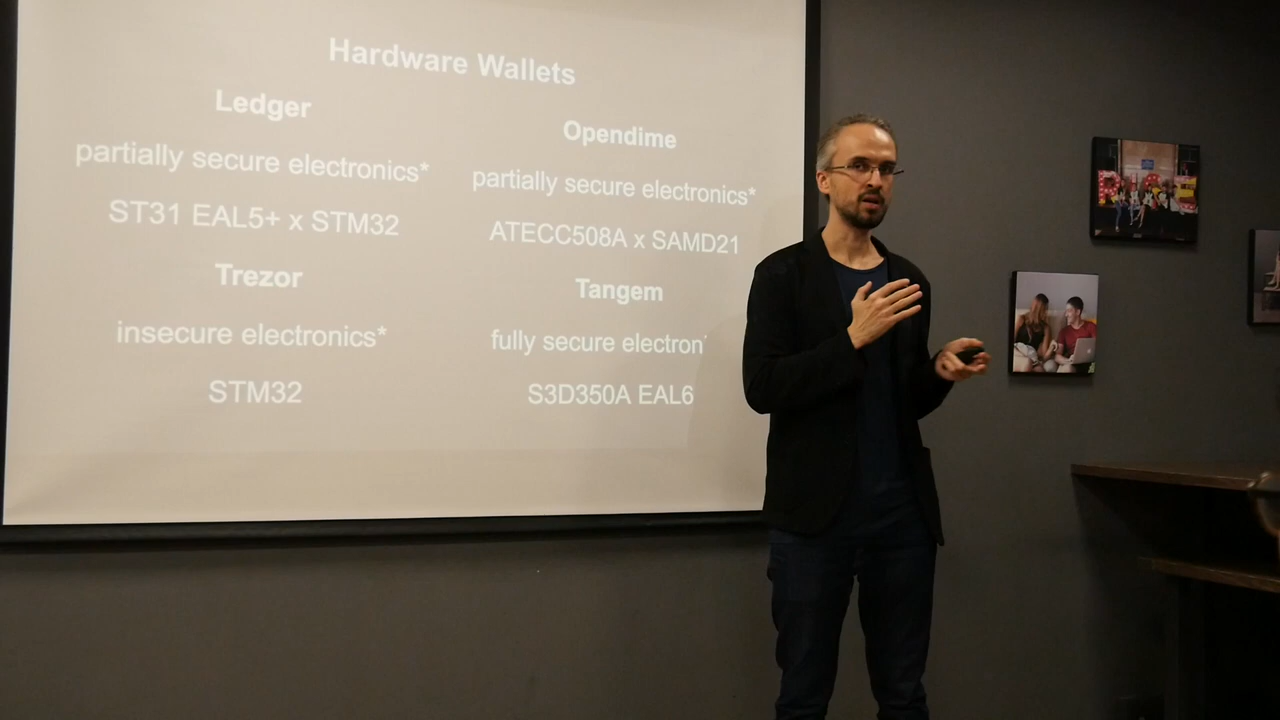 Hardware Wallets
Ledger
partially secure electronics*
ST31 EAL5+ x STM32
Trezor
insecure electronics*
STM32
Opendime
partially secure electronics*
ATECC508A x SAMD21
Tangem
fully secure electron
S3D350A EAL6